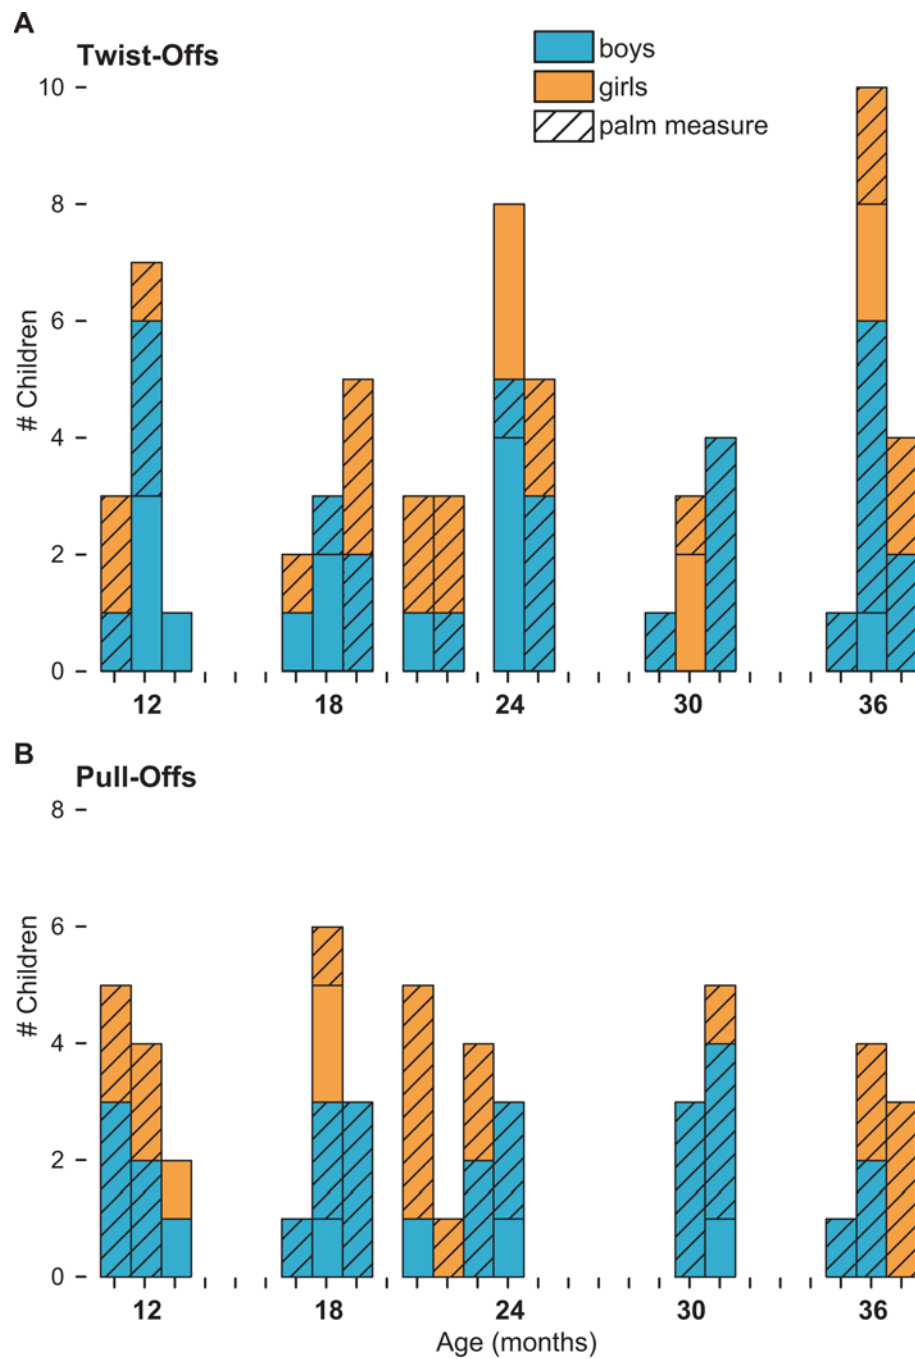 A
Twist-Offs
boys
girls
palm measure
10
8
6
4
2
0
# Children
12 18 24 30 36
B
Pull-Offs
8
6
4
2
0
# Children
12 18 24 30 36
Age (months)